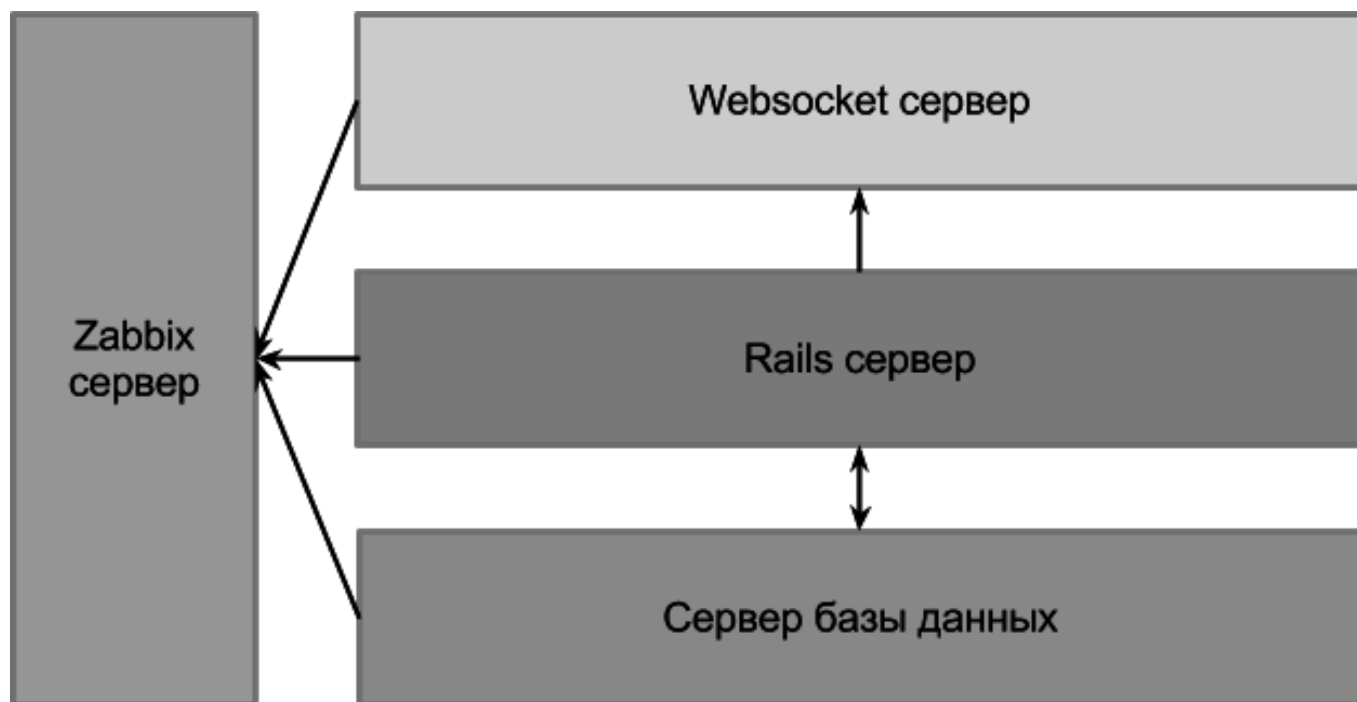 Websocket сервер
Zabbix
сервер
Rails сервер
Сервер базы данных